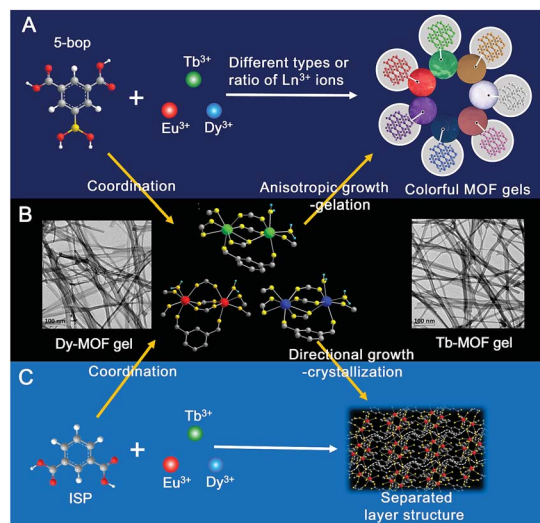 A
5-bop
Tb3+
Eu3+
Dy3+
Different types or
ratio of Ln3+ ions
Colorful MOF gels
Coordination
Anisotropic growth
-gelation
B
100 nm
Dy-MOF gel
100 nm
Tb-MOF gel
Coordination
Directional growth
-crystallization
C
ISP
Tb3+
Eu3+
Dy3+
Separated
layer structure